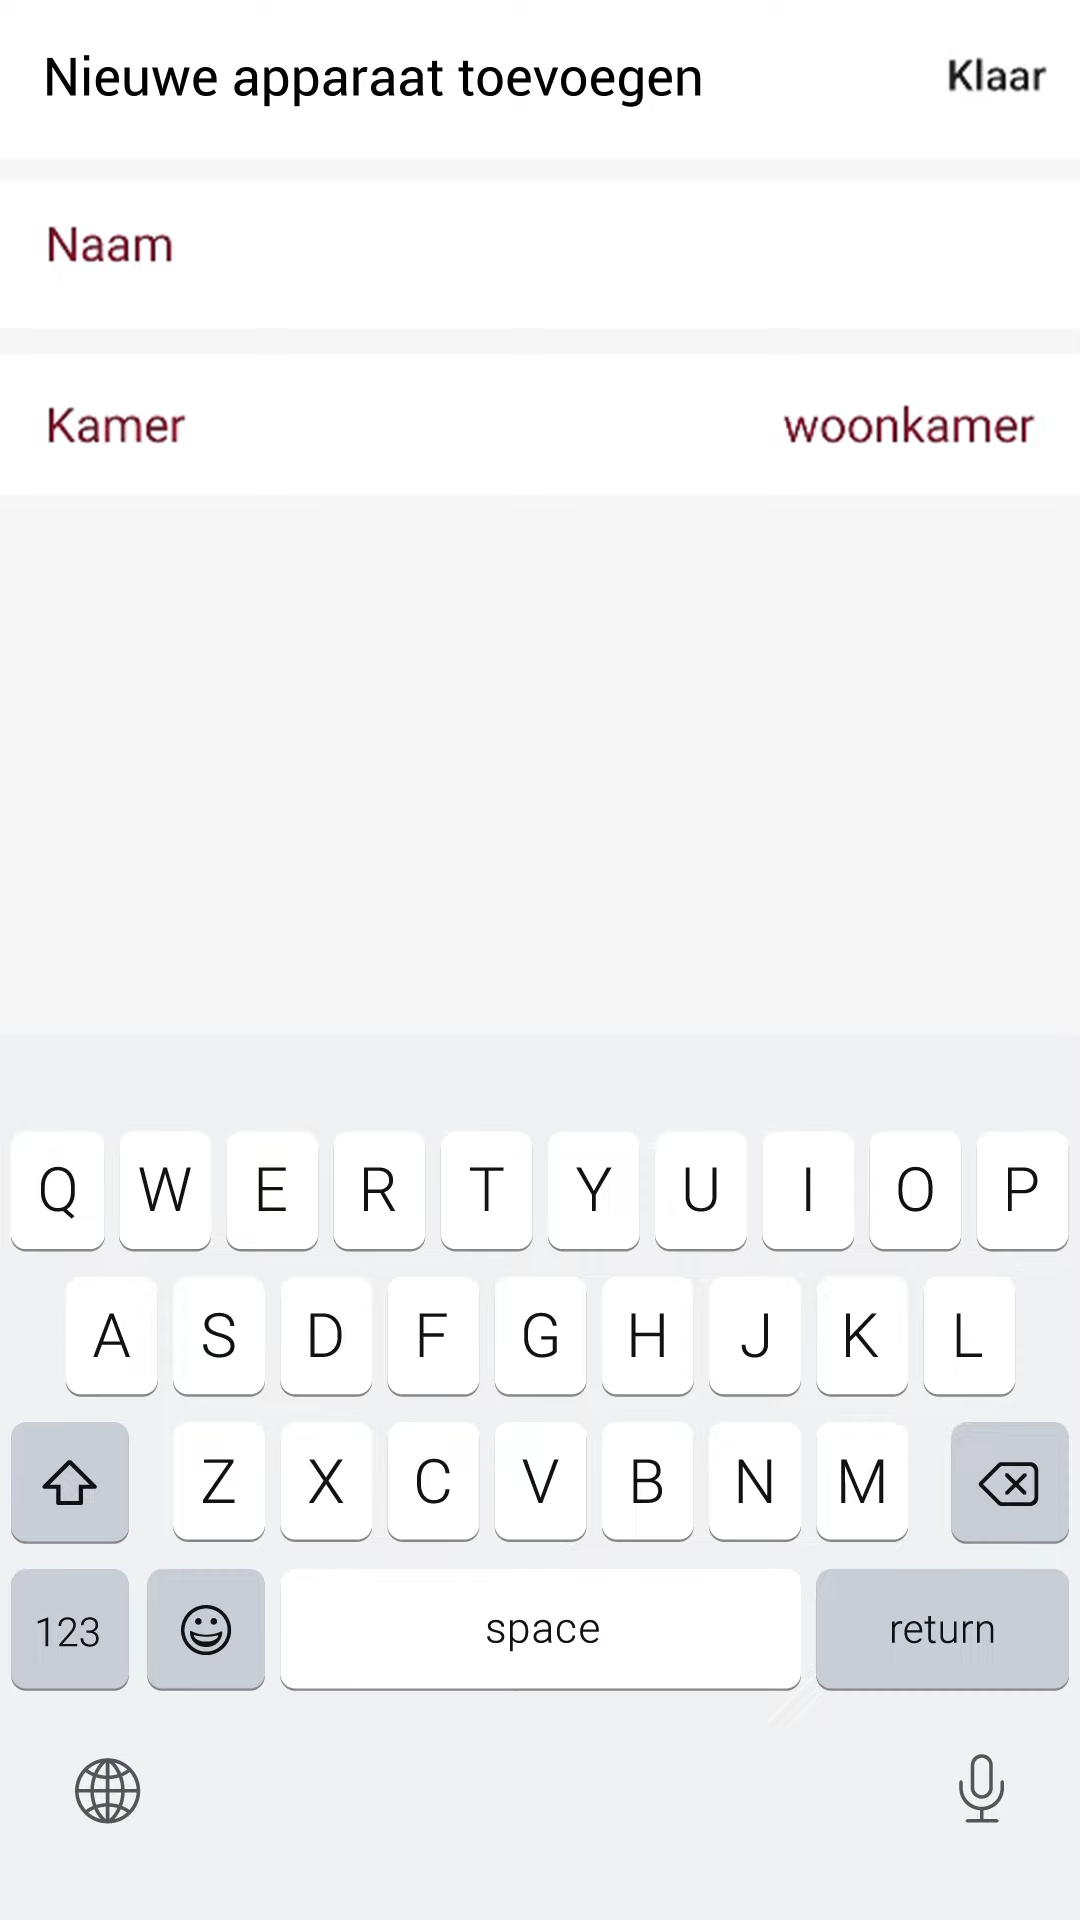 Nieuwe apparaat toevoegen Klaar
Naam
Kamer woonkamer
Q W E R T Y U I O P
A S D F G H J K L
Z X C V B N M
123 space return